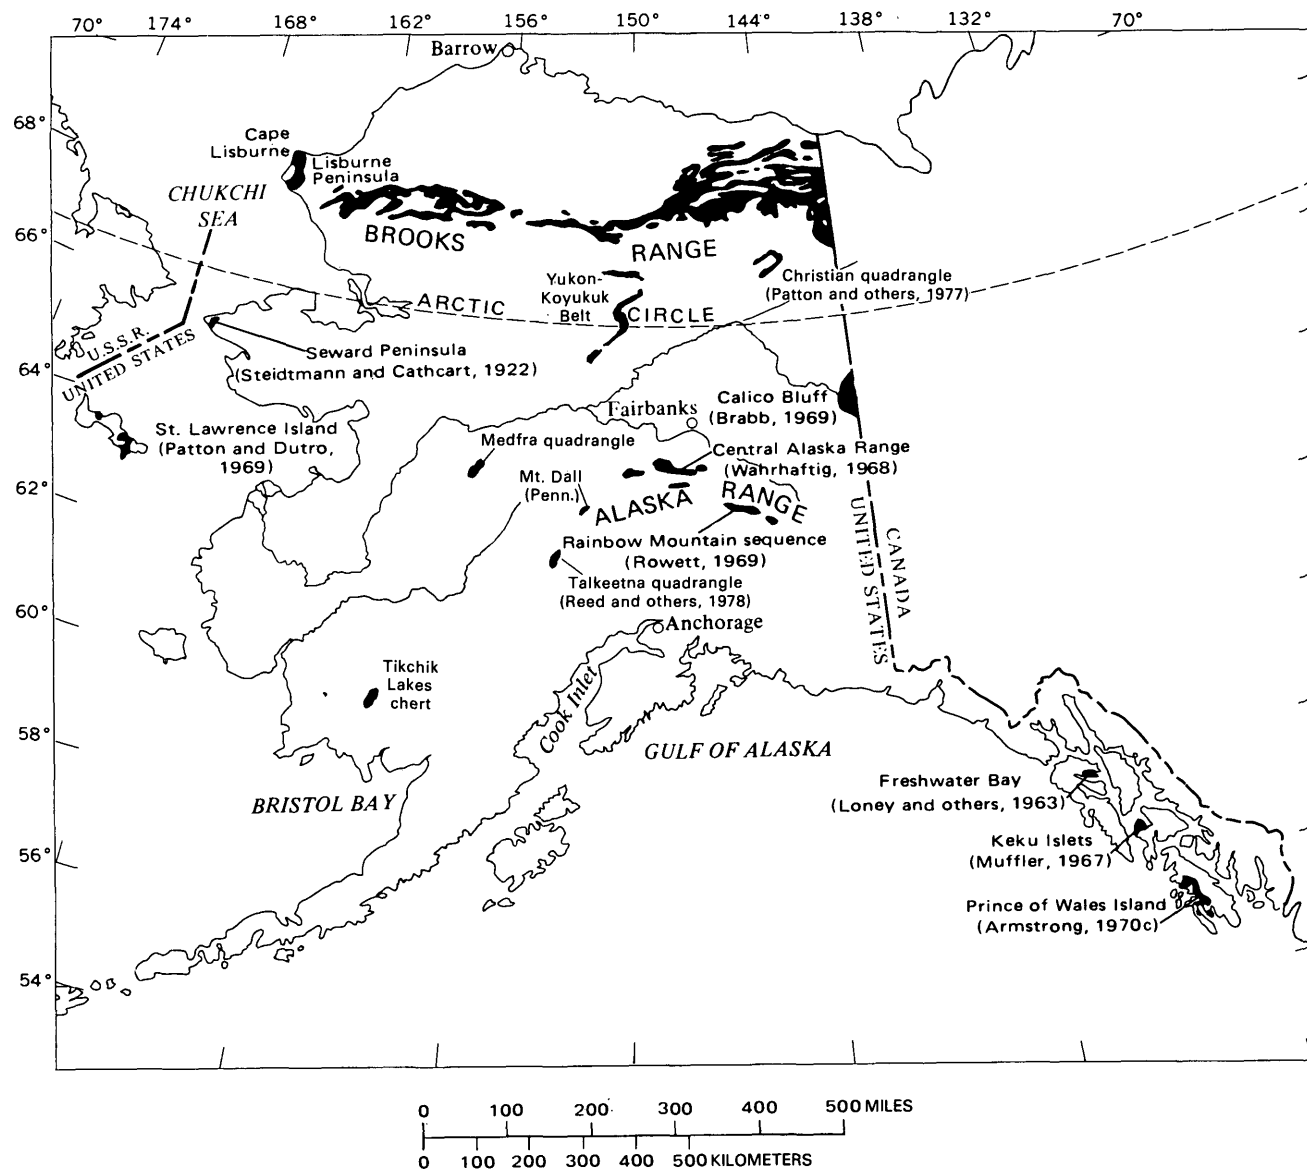 70° 174° 168° 162° 156° 150° 144° 138° 132° 70°
Barrow
68°
Cape
Lisburne
Lisburne
Peninsula
CHUKCHI
SEA
66°
BROOKS RANGE
Christian quadrangle
(Patton and others, 1977)
Yukon-
Koyukuk
Belt
ARCTIC CIRCLE
U.S.S.R.
UNITED STATES
Seward Peninsula
(Steidtmann and Cathcart, 1922)
64°
Fairbanks
Calico Bluff
(Brabb, 1969)
St. Lawrence Island
(Patton and Dutro,
1969)
Medfra quadrangle
Central Alaska Range
(Wahrhaftig, 1968)
Mt. Dall
(Penn.)
62°
ALASKA RANGE
CANADA
UNITED STATES
UNITED STATES
Rainbow Mountain sequence
(Rowett, 1969)
Talkeetna quadrangle
(Reed and others, 1978)
60°
Anchorage
Tikchik
Lakes
chert
Cook Inlet
58°
GULF OF ALASKA
Freshwater Bay
(Loney and others, 1963)
BRISTOL BAY
Keku Islets
(Muffler, 1967)
56°
Prince of Wales Island
(Armstrong, 1970c)
54°
0 100 200 300 400 500 MILES
0 100 200 300 400 500 KILOMETERS